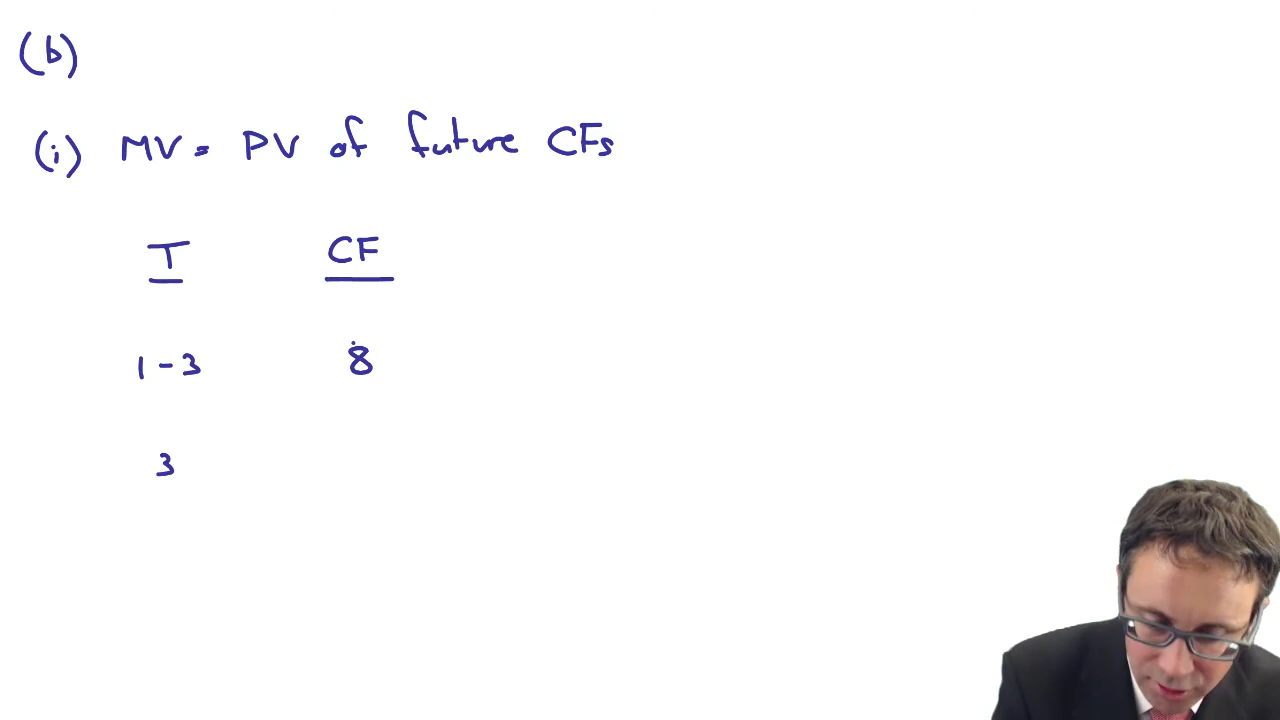 (b)
(i) MV = PV of future CFs
T CF
1-3 8
3